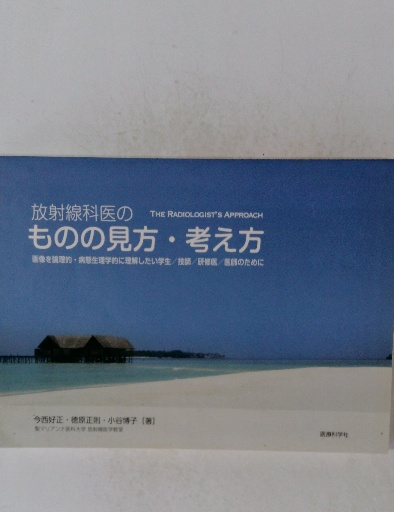 放射線科医の
THE RADIOLOGIST'S APPROACH
ものの見方・考え方
画像を論理的・病態生理学的に理解したい学生／技師／研修医／医師のために
今西好正・徳原正則・小谷博子［著］
聖マリアンナ医科大学 放射線医学教室
医療科学社